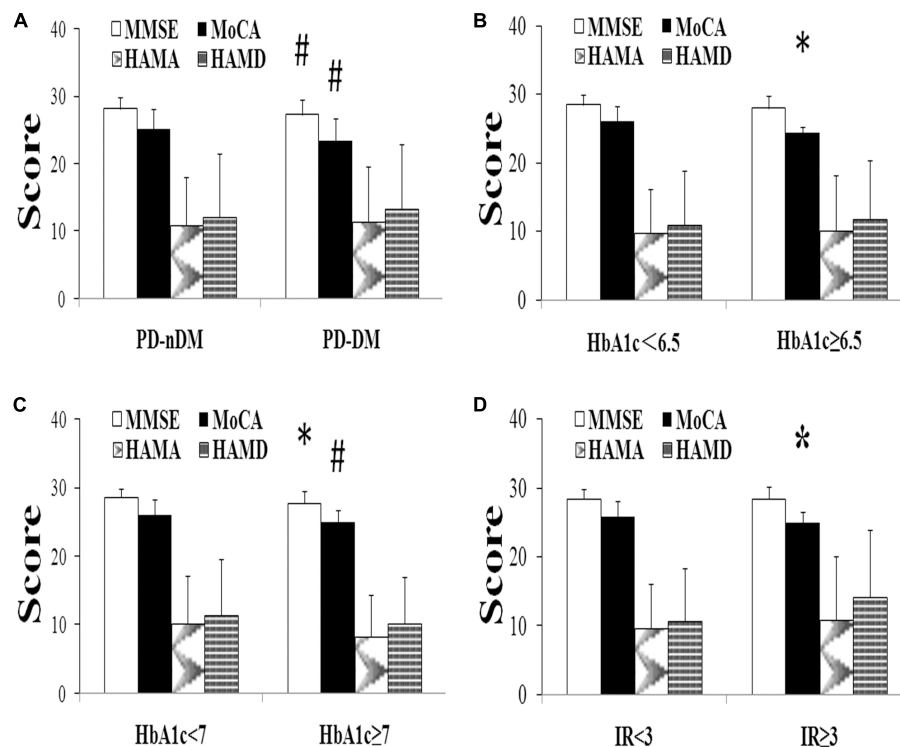 A
40
30
20
10
0
Score
MMSE MoCA
HAMA HAMD
# #
PD-nDM PD-DM
B
40
30
20
10
0
Score
MMSE MoCA
HAMA HAMD
*
HbA1c<6.5 HbA1c≥6.5
C
40
30
20
10
0
Score
MMSE MoCA
HAMA HAMD
* #
HbA1c<7 HbA1c≥7
D
40
30
20
10
0
Score
MMSE MoCA
HAMA HAMD
*
IR<3 IR≥3